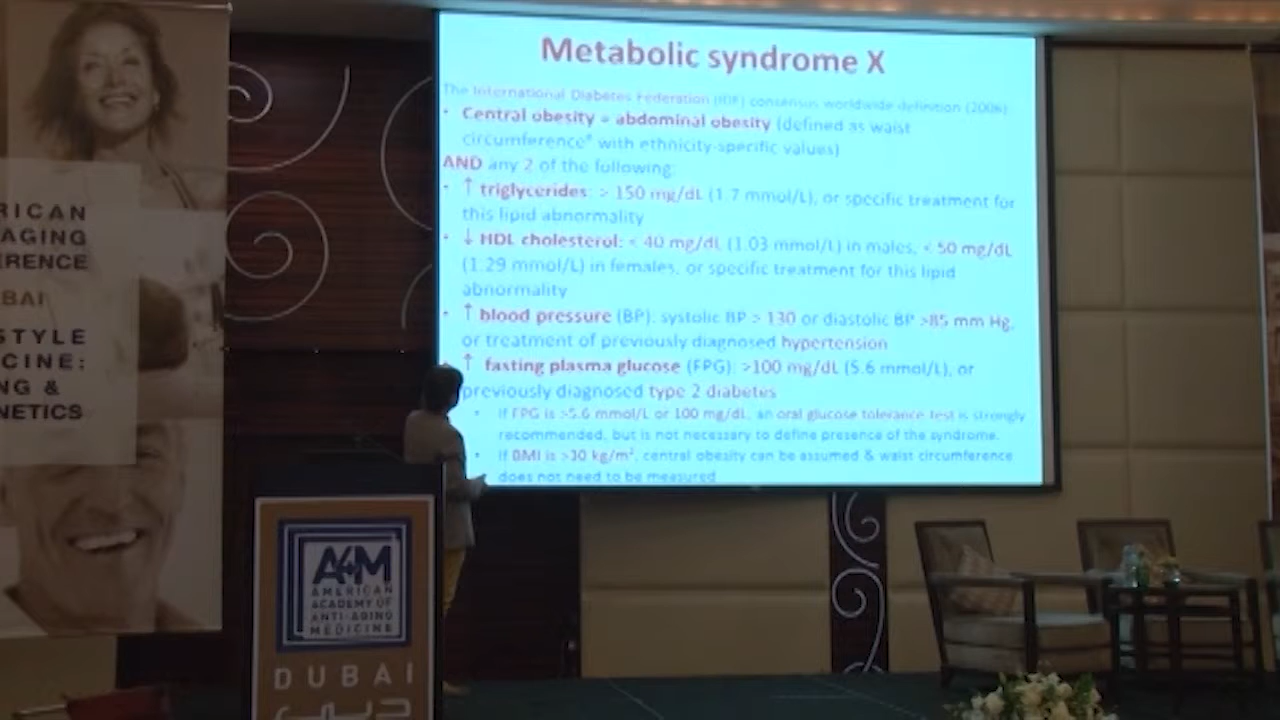 Metabolic syndrome X
The International Diabetes Federation (IDF) consensus worldwide definition (2006):
• Central obesity = abdominal obesity (defined as waist
circumference* with ethnicity-specific values)
AND any 2 of the following:
• ↑ triglycerides: > 150 mg/dL (1.7 mmol/L), or specific treatment for
this lipid abnormality
• ↓ HDL cholesterol: < 40 mg/dL (1.03 mmol/L) in males, < 50 mg/dL
(1.29 mmol/L) in females, or specific treatment for this lipid
abnormality
• ↑ blood pressure (BP): systolic BP > 130 or diastolic BP >85 mm Hg,
or treatment of previously diagnosed hypertension
↑ fasting plasma glucose (FPG): >100 mg/dL (5.6 mmol/L), or
previously diagnosed type 2 diabetes
• If FPG is >5.6 mmol/L or 100 mg/dL, an oral glucose tolerance test is strongly
recommended, but is not necessary to define presence of the syndrome.
• If BMI is >30 kg/m², central obesity can be assumed & waist circumference
does not need to be measured
RICAN
AGING
ERENCE
BAI
STYLE
CINE:
NG &
NETICS
A4M
AMERICAN
ACADEMY OF
ANTI-AGING
MEDICINE
DUBAI
دبي